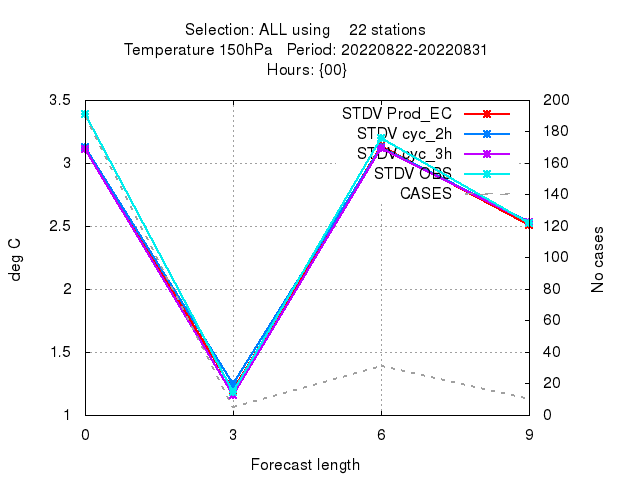 Selection: ALL using 22 stations
Temperature 150hPa Period: 20220822-20220831
Hours: {00}
3.5
3
2.5
2
1.5
1
200
180
160
140
120
100
80
60
40
20
0
STDV Prod_EC
STDV cyc_2h
STDV cyc_3h
STDV OBS
CASES
deg C
No cases
0
3
6
9
Forecast length